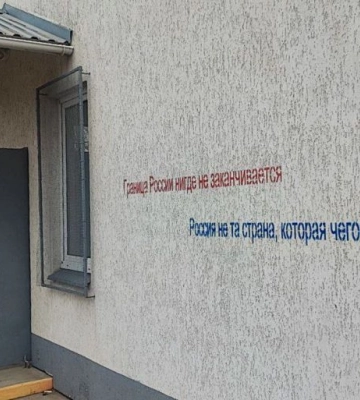 Граница России нигде не заканчивается
Россия не та страна, которая чего